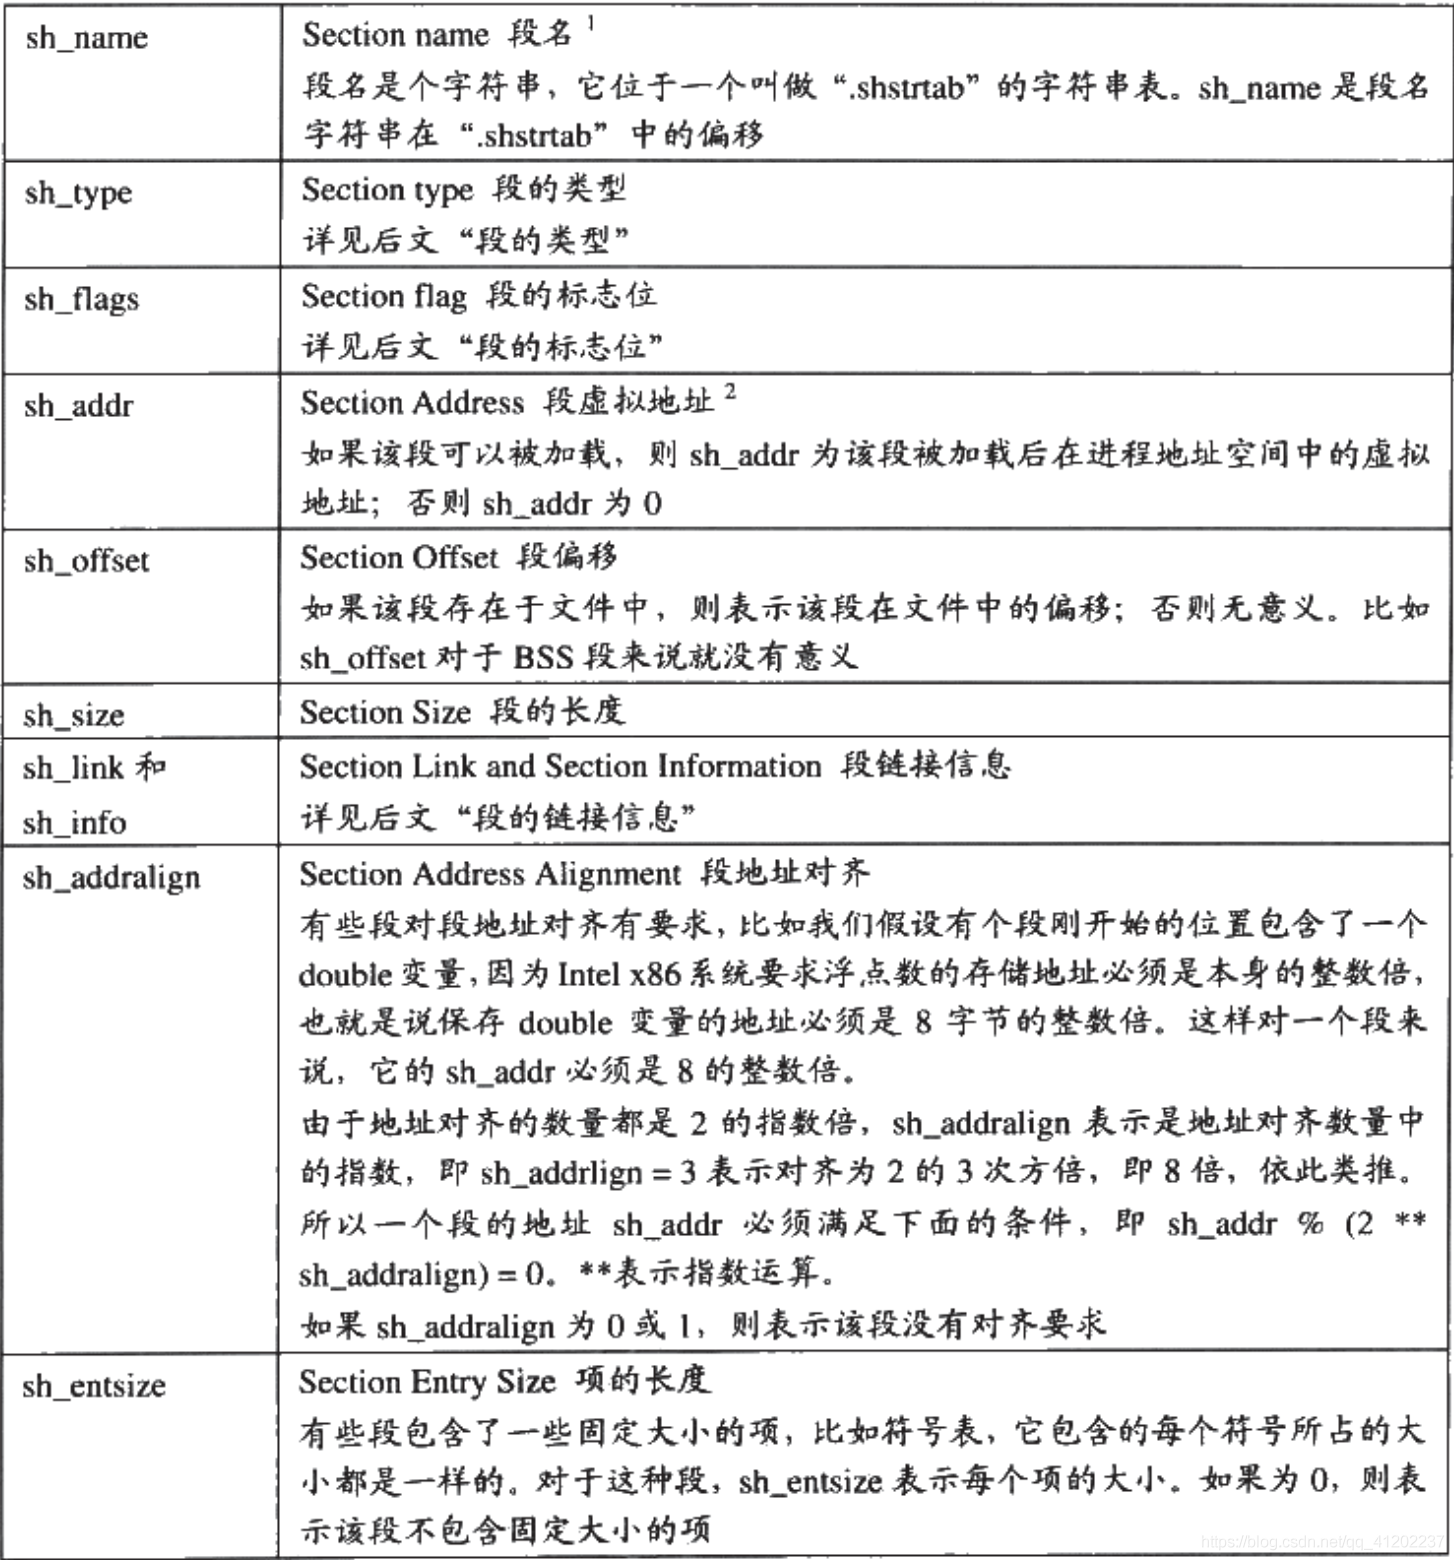 sh_name
Section name 段名 1
段名是个字符串，它位于一个叫做“.shstrtab”的字符串表。sh_name 是段名
字符串在“.shstrtab”中的偏移
sh_type
Section type 段的类型
详见后文“段的类型”
sh_flags
Section flag 段的标志位
详见后文“段的标志位”
sh_addr
Section Address 段虚拟地址 2
如果该段可以被加载，则 sh_addr 为该段被加载后在进程地址空间中的虚拟
地址；否则 sh_addr 为 0
sh_offset
Section Offset 段偏移
如果该段存在于文件中，则表示该段在文件中的偏移；否则无意义。比如
sh_offset 对于 BSS 段来说就没有意义
sh_size
Section Size 段的长度
sh_link 和
sh_info
Section Link and Section Information 段链接信息
详见后文“段的链接信息”
sh_addralign
Section Address Alignment 段地址对齐
有些段对段地址对齐有要求，比如我们假设有个段刚开始的位置包含了一个
double 变量，因为 Intel x86 系统要求浮点数的存储地址必须是本身的整数倍，
也就是说保存 double 变量的地址必须是 8 字节的整数倍。这样对一个段来
说，它的 sh_addr 必须是 8 的整数倍。
由于地址对齐的数量都是 2 的指数倍，sh_addralign 表示是地址对齐数量中
的指数，即 sh_addrlign = 3 表示对齐为 2 的 3 次方倍，即 8 倍，依此类推。
所以一个段的地址 sh_addr 必须满足下面的条件，即 sh_addr % (2 **
sh_addralign) = 0。**表示指数运算。
如果 sh_addralign 为 0 或 1，则表示该段没有对齐要求
sh_entsize
Section Entry Size 项的长度
有些段包含了一些固定大小的项，比如符号表，它包含的每个符号所占的大
小都是一样的。对于这种段，sh_entsize 表示每个项的大小。如果为 0，则表
示该段不包含固定大小的项
https://blog.csdn.net/qq_41202237